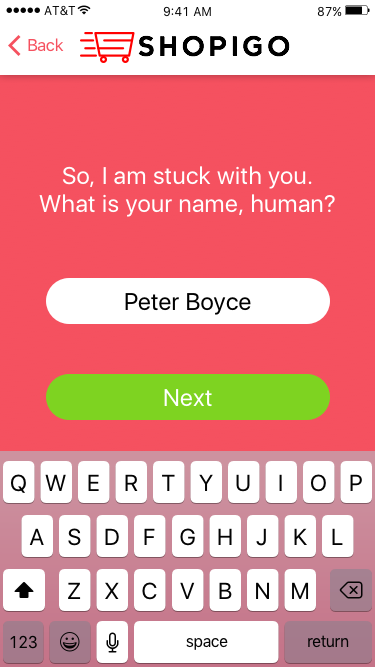 AT&T 9:41 AM 87%
Back SHOPIGO
So, I am stuck with you.
What is your name, human?
Peter Boyce
Next
Q W E R T Y U I O P
A S D F G H J K L
Z X C V B N M
123 space return